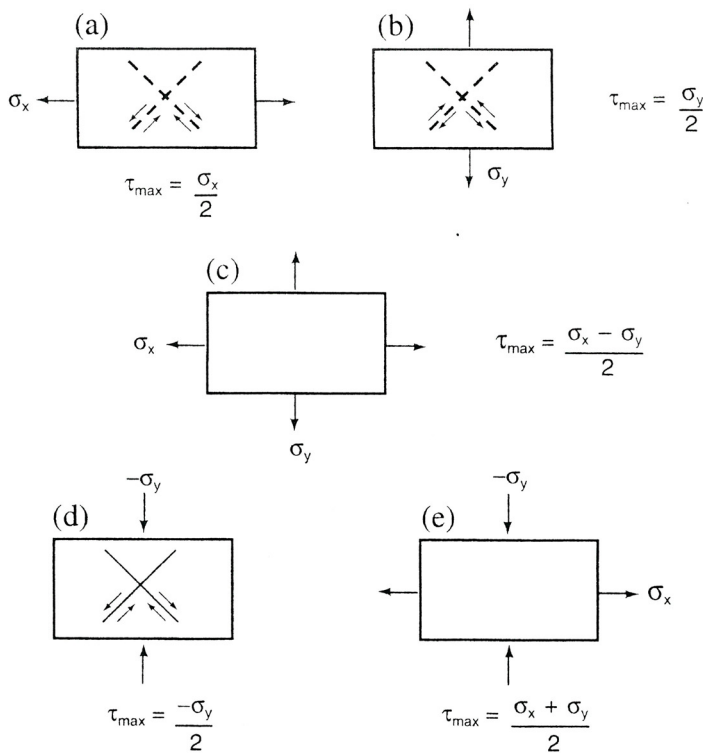 (a)
σx
τmax = σx/2
(b)
σy
τmax = σy/2
(c)
σx
σy
τmax = (σx − σy)/2
−σy
(d)
τmax = −σy/2
−σy
(e)
σx
τmax = (σx + σy)/2